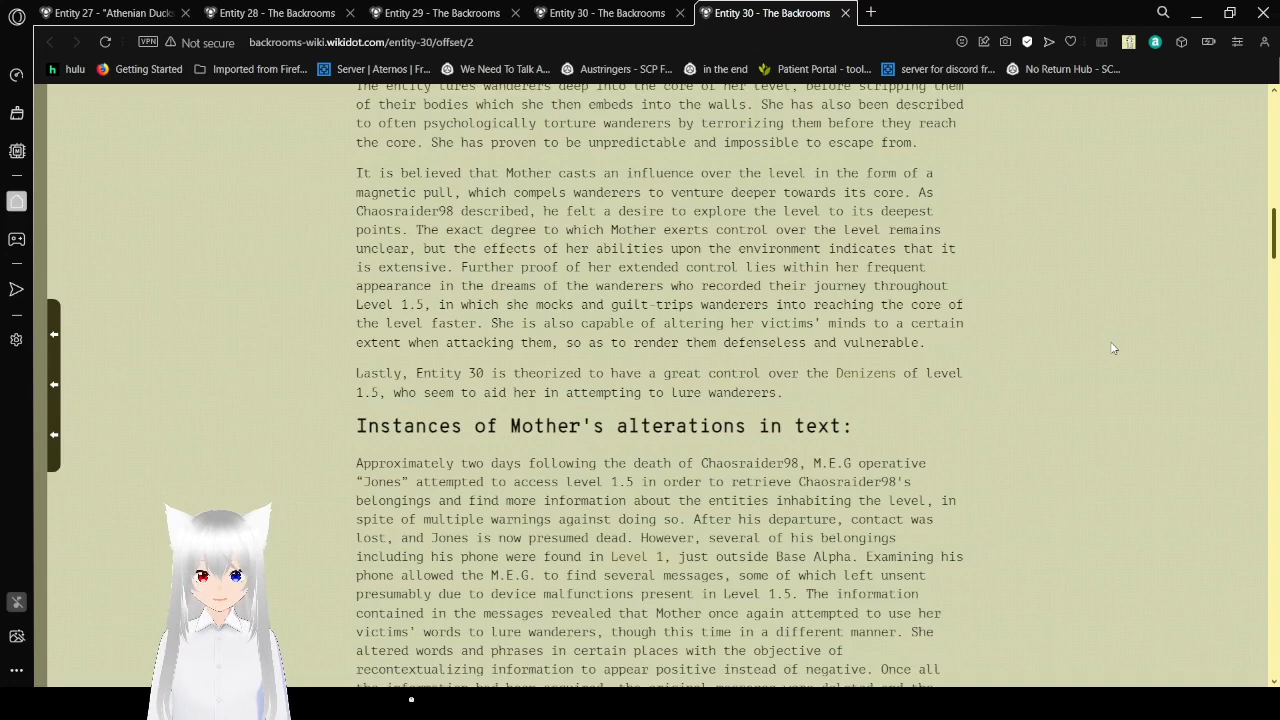 Entity 27 - "Athenian Ducks
Entity 28 - The Backrooms
Entity 29 - The Backrooms
Entity 30 - The Backrooms
Entity 30 - The Backrooms
VPN
Not secure
backrooms-wiki.wikidot.com/entity-30/offset/2
hulu
Getting Started
Imported from Firef...
Server | Aternos | Fr...
We Need To Talk A...
Austringers - SCP F...
in the end
Patient Portal - tool...
server for discord fr...
No Return Hub - SC...
The entity lures wanderers deep into the core of her level, before stripping them
of their bodies which she then embeds into the walls. She has also been described
to often psychologically torture wanderers by terrorizing them before they reach
the core. She has proven to be unpredictable and impossible to escape from.
It is believed that Mother casts an influence over the level in the form of a
magnetic pull, which compels wanderers to venture deeper towards its core. As
Chaosraider98 described, he felt a desire to explore the level to its deepest
points. The exact degree to which Mother exerts control over the level remains
unclear, but the effects of her abilities upon the environment indicates that it
is extensive. Further proof of her extended control lies within her frequent
appearance in the dreams of the wanderers who recorded their journey throughout
Level 1.5, in which she mocks and guilt-trips wanderers into reaching the core of
the level faster. She is also capable of altering her victims' minds to a certain
extent when attacking them, so as to render them defenseless and vulnerable.
Lastly, Entity 30 is theorized to have a great control over the Denizens of level
1.5, who seem to aid her in attempting to lure wanderers.
Instances of Mother's alterations in text:
Approximately two days following the death of Chaosraider98, M.E.G operative
“Jones” attempted to access Level 1.5 in order to retrieve Chaosraider98's
belongings and find more information about the entities inhabiting the Level, in
spite of multiple warnings against doing so. After his departure, contact was
lost, and Jones is now presumed dead. However, several of his belongings
including his phone were found in Level 1, just outside Base Alpha. Examining his
phone allowed the M.E.G. to find several messages, some of which left unsent
presumably due to device malfunctions present in Level 1.5. The information
contained in the messages revealed that Mother once again attempted to use her
victims’ words to lure wanderers, though this time in a different manner. She
altered words and phrases in certain places with the objective of
recontextualizing information to appear positive instead of negative. Once all
the information had been acquired, the original messages were deleted and the